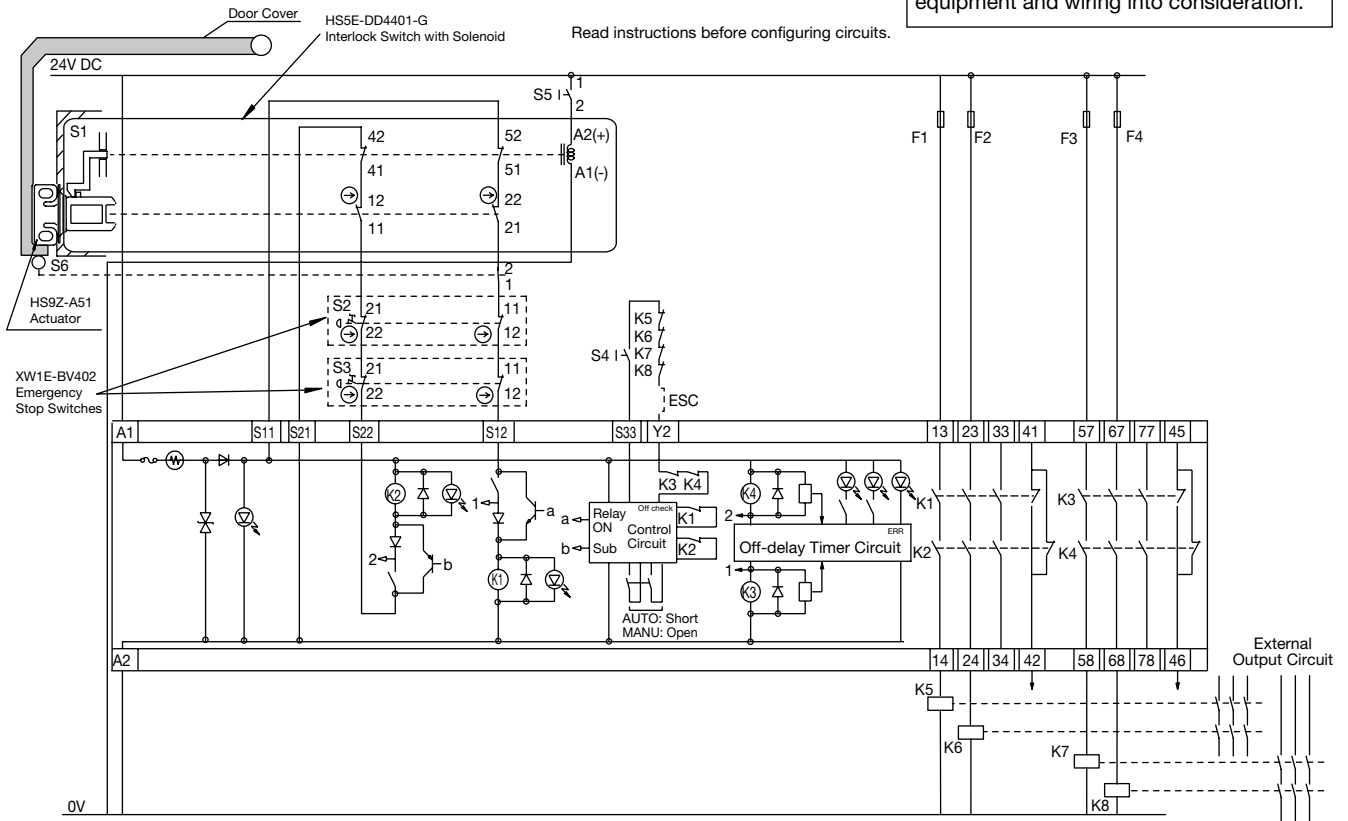 equipment and wiring into consideration.
Door Cover
HS5E-DD4401-G
Interlock Switch with Solenoid
Read instructions before configuring circuits.
24V DC
1
S5
2
F1
F2
F3
F4
S1
42
52
A2(+)
41
51
A1(-)
12
22
11
21
S6
2
1
HS9Z-A51
Actuator
S2
21
11
22
12
S3
21
11
22
12
K5
K6
S4
K7
K8
ESC
XW1E-BV402
Emergency
Stop Switches
A1
S11
S21
S22
S12
S33
Y2
13
23
33
41
57
67
77
45
K3
K4
K2
1
a
a
Relay
ON
Off check
Control
Circuit
K1
b
Sub
K2
K4
2
ERR
Off-delay Timer Circuit
K1
K3
K2
K4
2
b
K1
1
K3
AUTO: Short
MANU: Open
A2
14
24
34
42
58
68
78
46
External
Output Circuit
K5
K6
K7
K8
0V